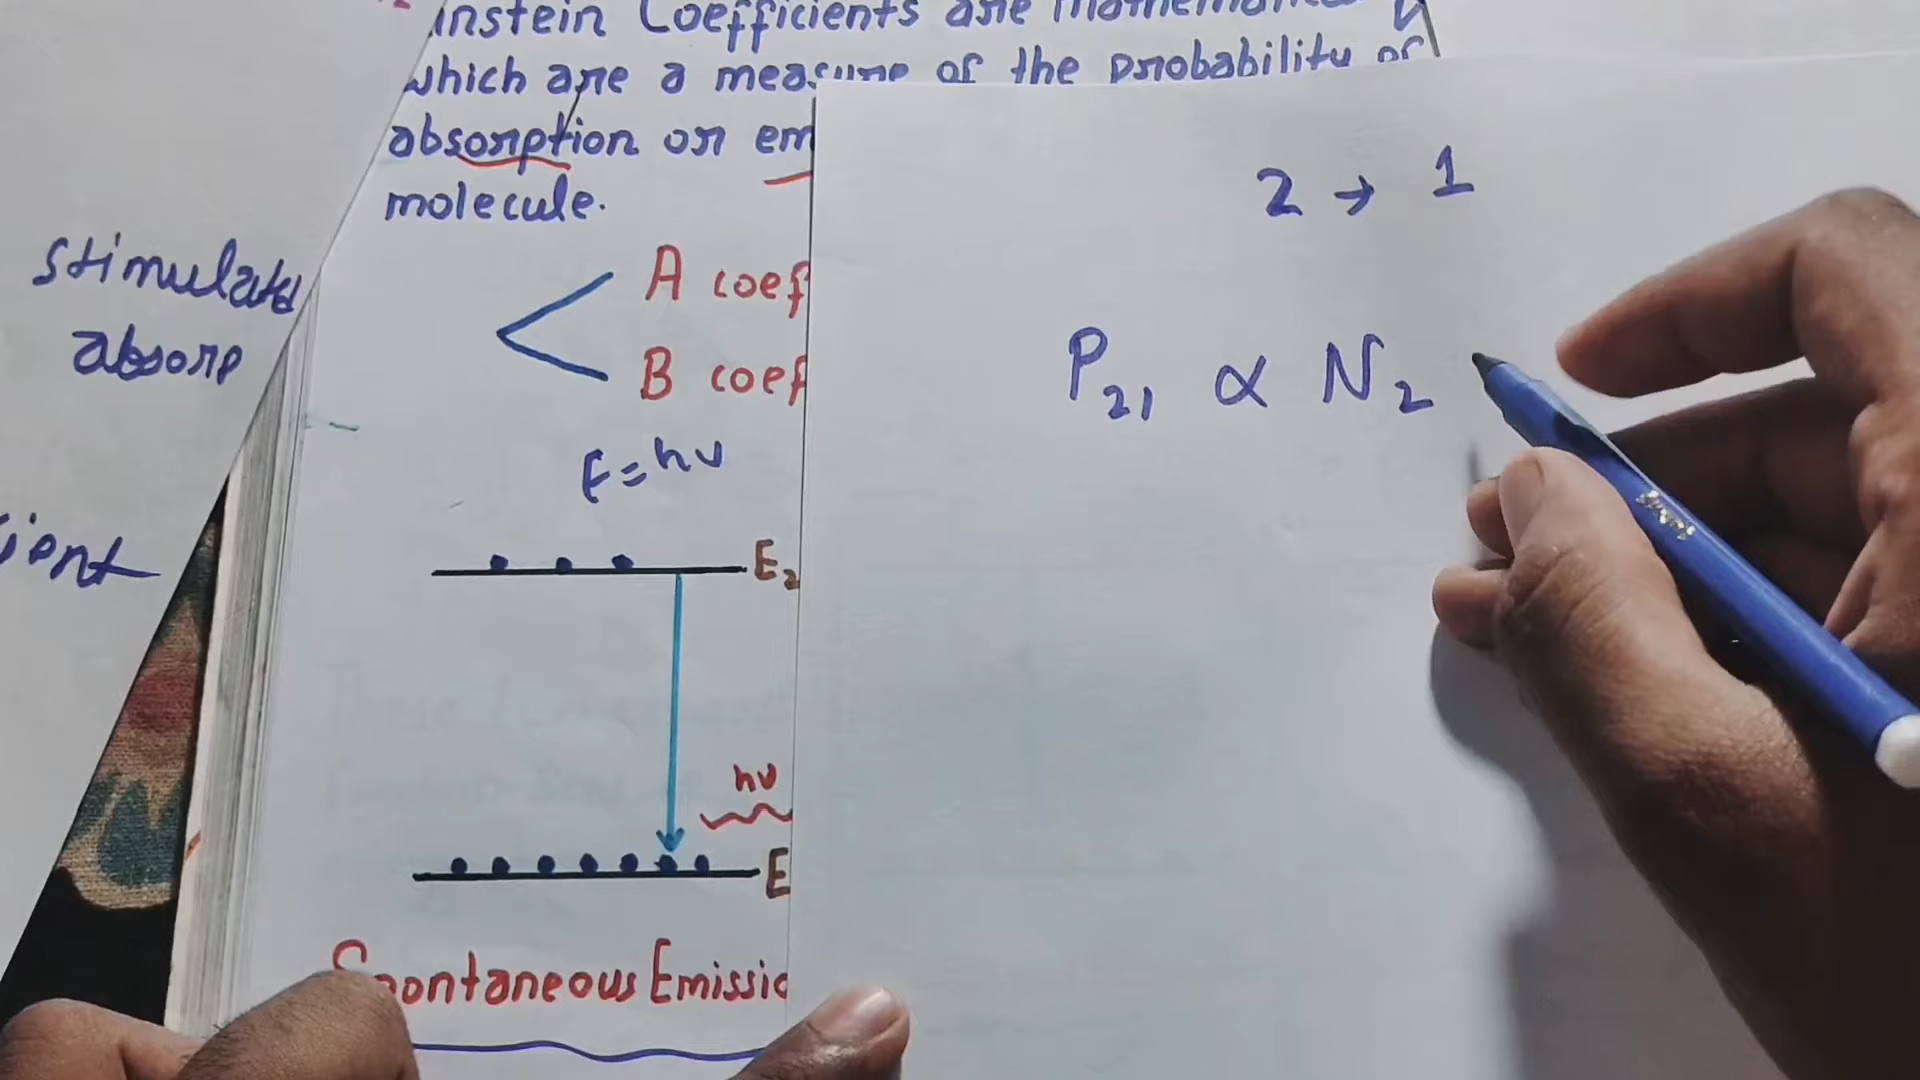 instein Coefficients are
which are a measure of the probability of
absorption or em
molecule.
stimulated
absorp
A coef
B coef
E = hν
E₂
hν
E
Spontaneous Emissio
2 → 1
P₂₁ ∝ N₂